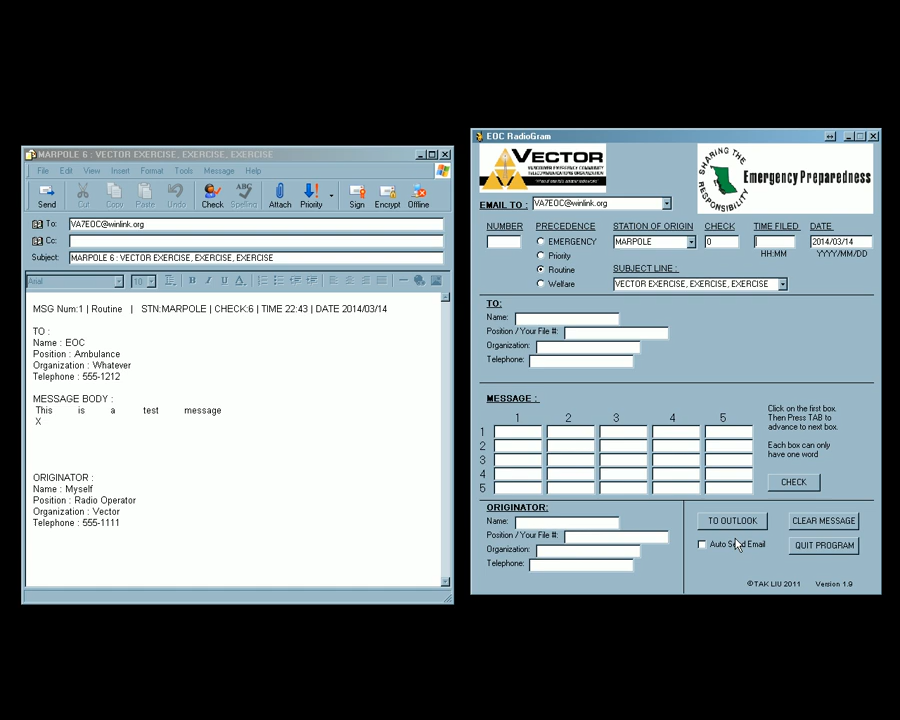 MARPOLE 6 : VECTOR EXERCISE, EXERCISE, EXERCISE
File Edit View Insert Format Tools Message Help
Send Cut Copy Paste Undo Check Spelling Attach Priority Sign Encrypt Offline
To: VA7EOC@winlink.org
Cc:
Subject: MARPOLE 6 : VECTOR EXERCISE, EXERCISE, EXERCISE
Arial 10 B I U A
MSG Num:1 | Routine | STN:MARPOLE | CHECK:6 | TIME 22:43 | DATE 2014/03/14
TO :
Name : EOC
Position : Ambulance
Organization : Whatever
Telephone : 555-1212
MESSAGE BODY :
This is a test message
X
ORIGINATOR :
Name : Myself
Position : Radio Operator
Organization : Vector
Telephone : 555-1111
EOC RadioGram
VECTOR
SHARING THE RESPONSIBILITY
Emergency Preparedness
EMAIL TO : VA7EOC@winlink.org
NUMBER PRECEDENCE STATION OF ORIGIN CHECK TIME FILED DATE
EMERGENCY MARPOLE 0 2014/03/14
Priority HH:MM YYYY/MM/DD
Routine SUBJECT LINE :
Welfare VECTOR EXERCISE, EXERCISE, EXERCISE
TO:
Name:
Position / Your File #:
Organization:
Telephone:
MESSAGE :
1 2 3 4 5
1
2
3
4
5
Click on the first box.
Then Press TAB to
advance to next box.
Each box can only
have one word
CHECK
ORIGINATOR:
Name:
Position / Your File #:
Organization:
Telephone:
TO OUTLOOK CLEAR MESSAGE
Auto Send Email QUIT PROGRAM
©TAK LIU 2011 Version 1.9